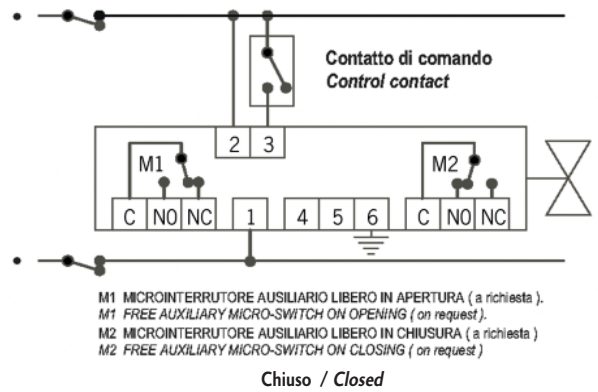 Contatto di comando
Control contact
2 3
M1
M2
C N0 NC 1 4 5 6 C N0 NC
M1 MICROINTERRUTORE AUSILIARIO LIBERO IN APERTURA ( a richiesta ).
M1 FREE AUXILIARY MICRO-SWITCH ON OPENING ( on request ).
M2 MICROINTERRUTORE AUSILIARIO LIBERO IN CHIUSURA ( a richiesta )
M2 FREE AUXILIARY MICRO-SWITCH ON CLOSING ( on request )
Chiuso / Closed